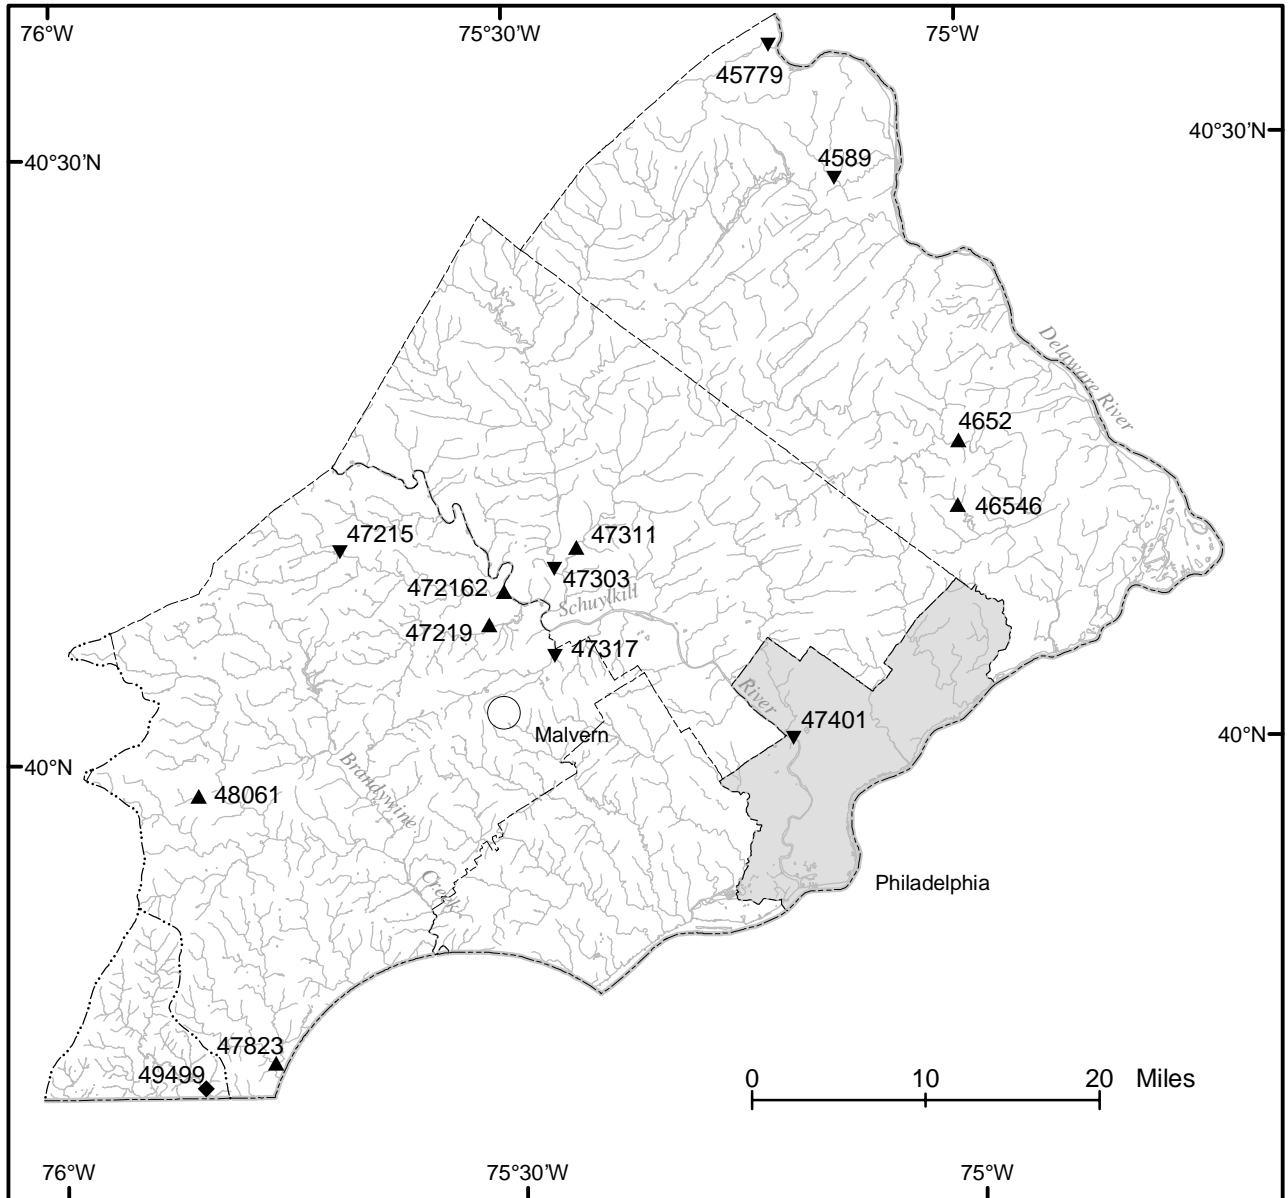 76°W
75°30'W
75°W
45779
40°30'N
40°30'N
4589
Delaware River
4652
46546
47215
47311
47303
472162
Schuylkill
47219
47317
River
47401
Malvern
40°N
40°N
Brandywine
48061
Creek
Philadelphia
47823
49499
0 10 20 Miles
76°W
75°30'W
75°W